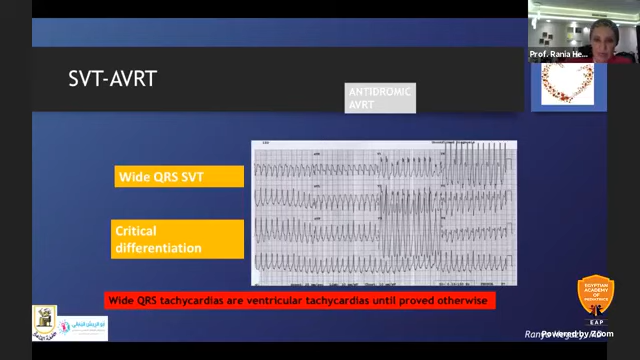 Prof. Rania He...
SVT-AVRT
ANTIDROMIC
AVRT
Wide QRS SVT
Critical
differentiation
Wide QRS tachycardias are ventricular tachycardias until proved otherwise
EGYPTIAN
ACADEMY OF
PEDIATRICS
EAP
Powered by Zoom